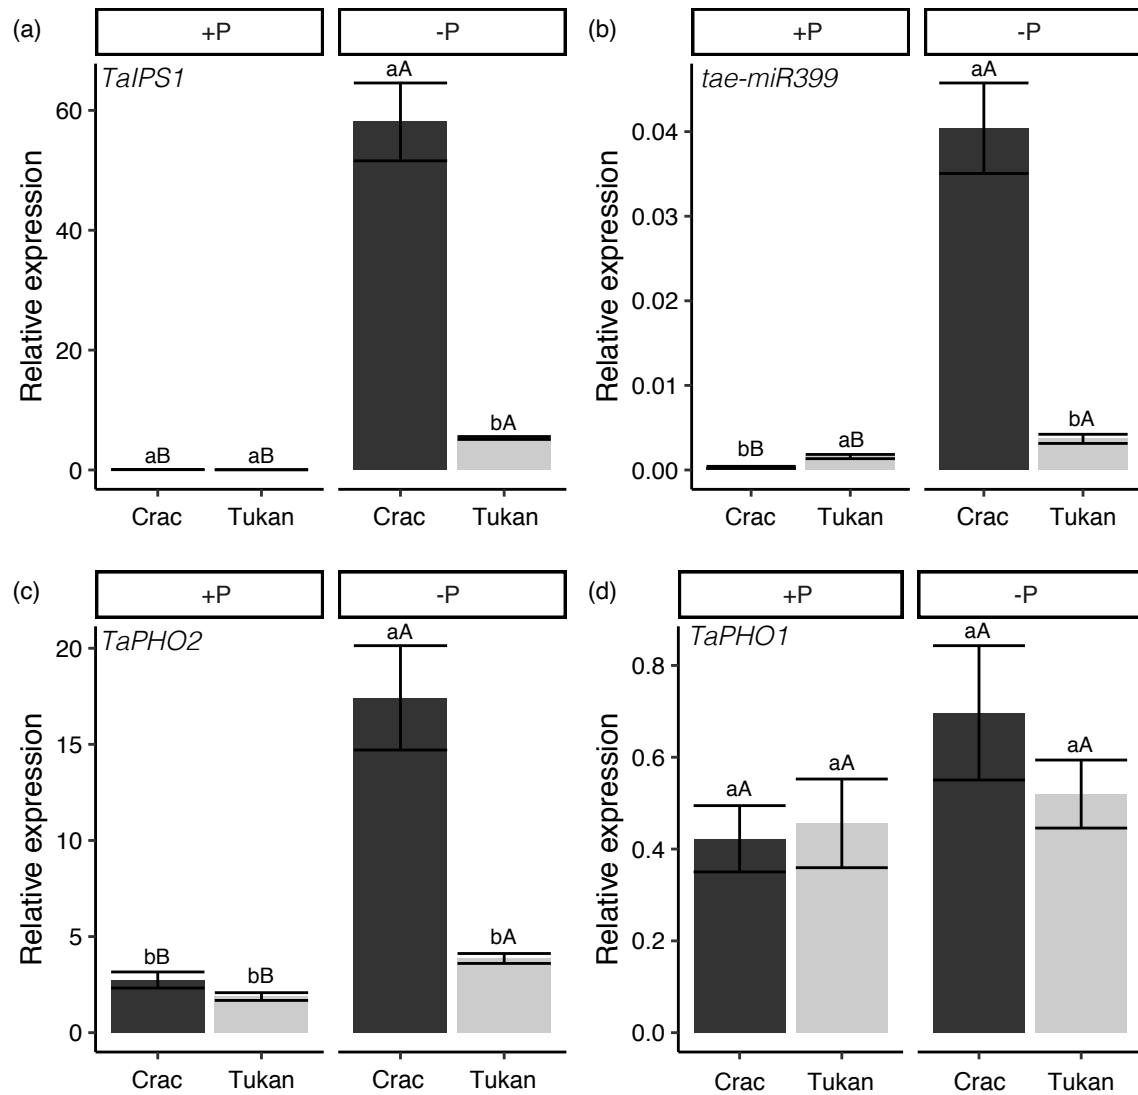 (a)
+P
-P
TaIPS1
Relative expression
60
40
20
0
aB
aB
aA
bA
Crac
Tukan
Crac
Tukan
(b)
+P
-P
tae-miR399
Relative expression
0.04
0.03
0.02
0.01
0.00
bB
aB
aA
bA
Crac
Tukan
Crac
Tukan
(c)
+P
-P
TaPHO2
Relative expression
20
15
10
5
0
bB
bB
aA
bA
Crac
Tukan
Crac
Tukan
(d)
+P
-P
TaPHO1
Relative expression
0.8
0.6
0.4
0.2
0.0
aA
aA
aA
aA
Crac
Tukan
Crac
Tukan